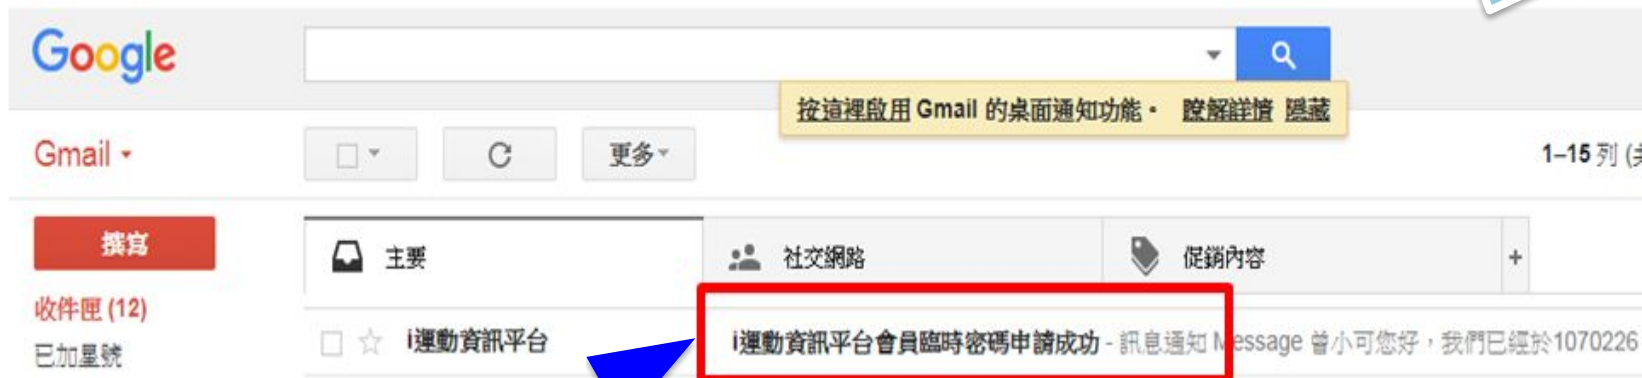 Google
按這裡啟用 Gmail 的桌面通知功能。 瞭解詳情 隱藏
Gmail
更多
1–15 列 (共
撰寫
主要
社交網路
促銷內容
+
收件匣 (12)
i運動資訊平台
i運動資訊平台會員臨時密碼申請成功 - 訊息通知 Message 曾小可您好，我們已經於1070226
已加星號